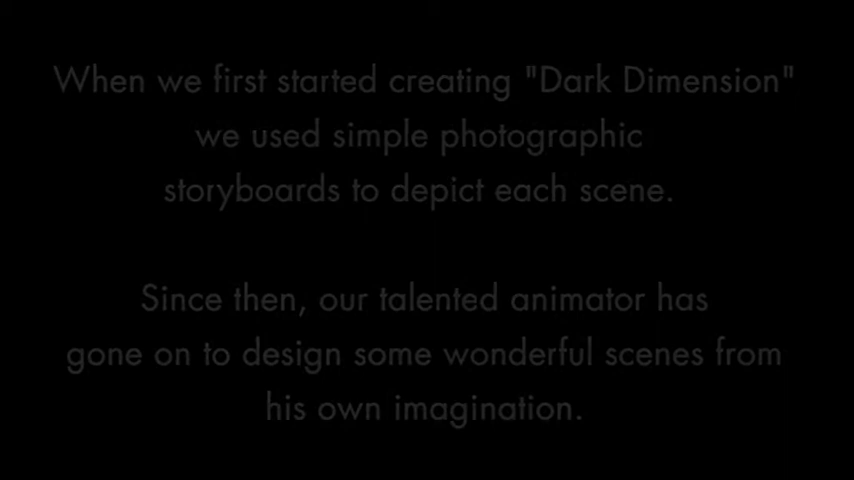 When we first started creating "Dark Dimension"
we used simple photographic
storyboards to depict each scene.
Since then, our talented animator has
gone on to design some wonderful scenes from
his own imagination.